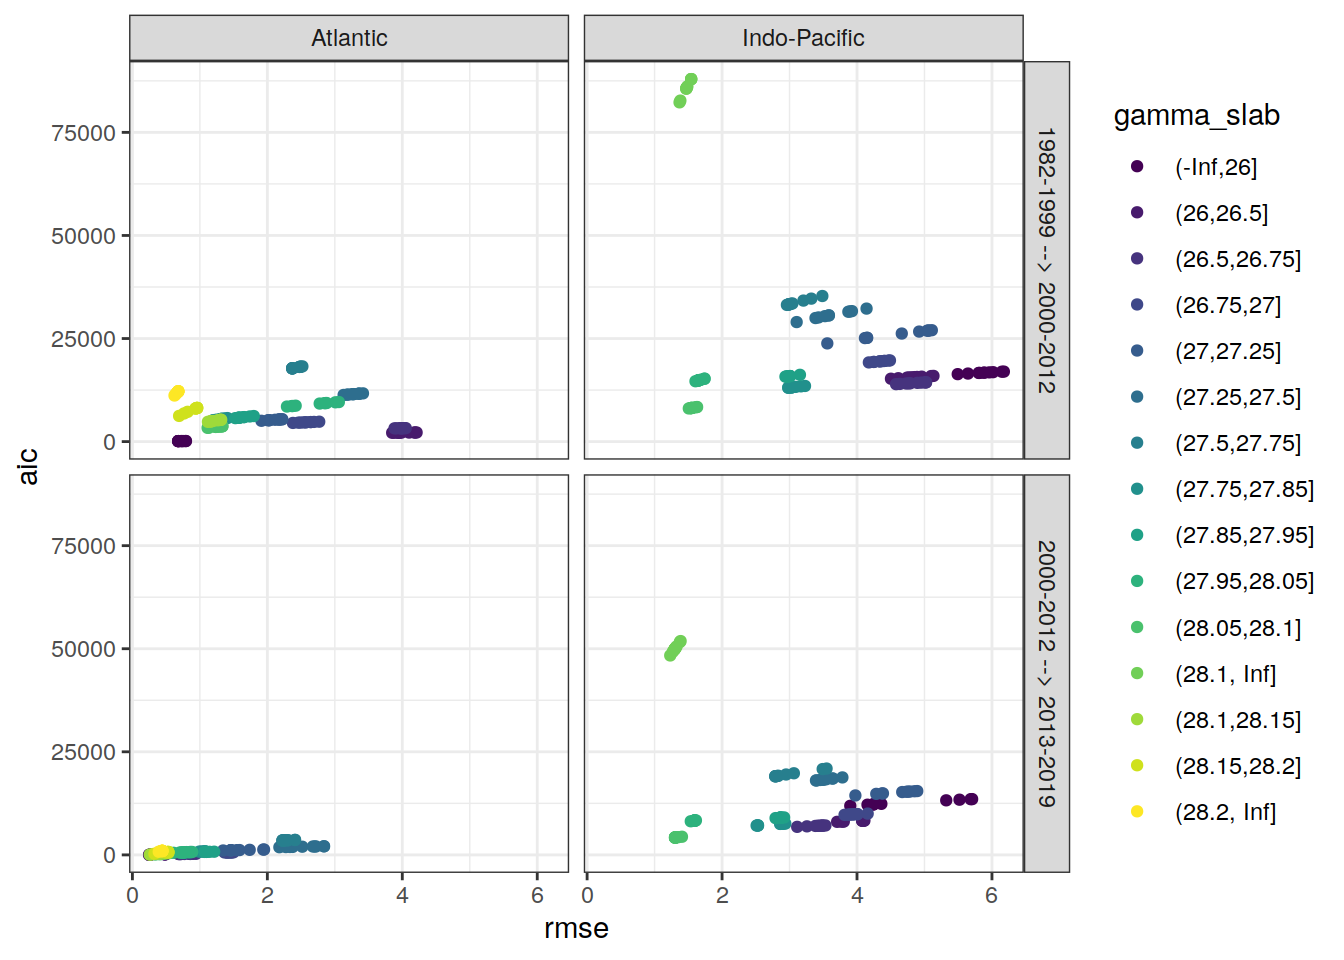 Atlantic
Indo-Pacific
75000
50000
25000
0
1982-1999 --> 2000-2012
75000
50000
25000
0
2000-2012 --> 2013-2019
0 2 4 6
0 2 4 6
rmse
aic
gamma_slab
(-Inf,26]
(26,26.5]
(26.5,26.75]
(26.75,27]
(27,27.25]
(27.25,27.5]
(27.5,27.75]
(27.75,27.85]
(27.85,27.95]
(27.95,28.05]
(28.05,28.1]
(28.1, Inf]
(28.1,28.15]
(28.15,28.2]
(28.2, Inf]